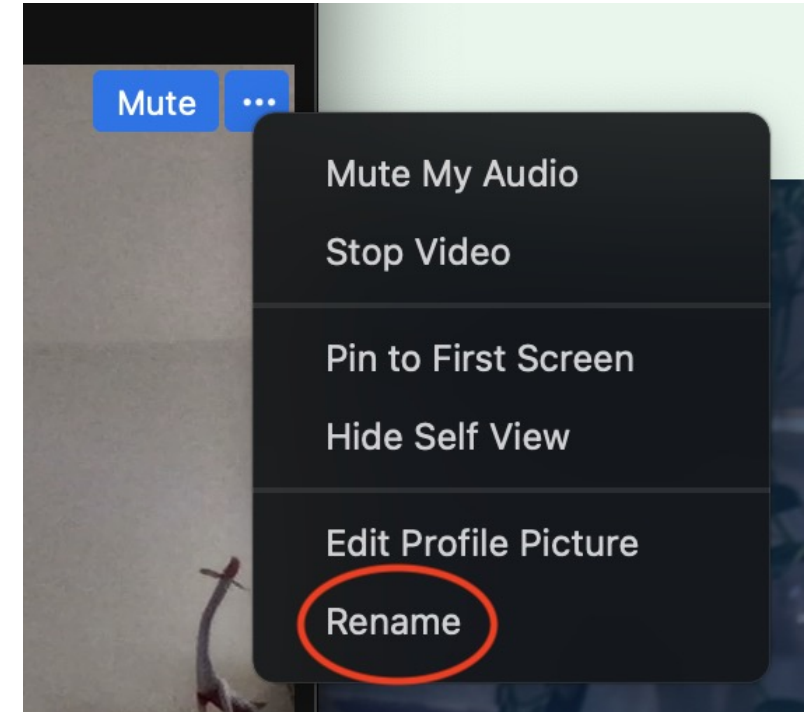 Mute ...
Mute My Audio
Stop Video
Pin to First Screen
Hide Self View
Edit Profile Picture
Rename